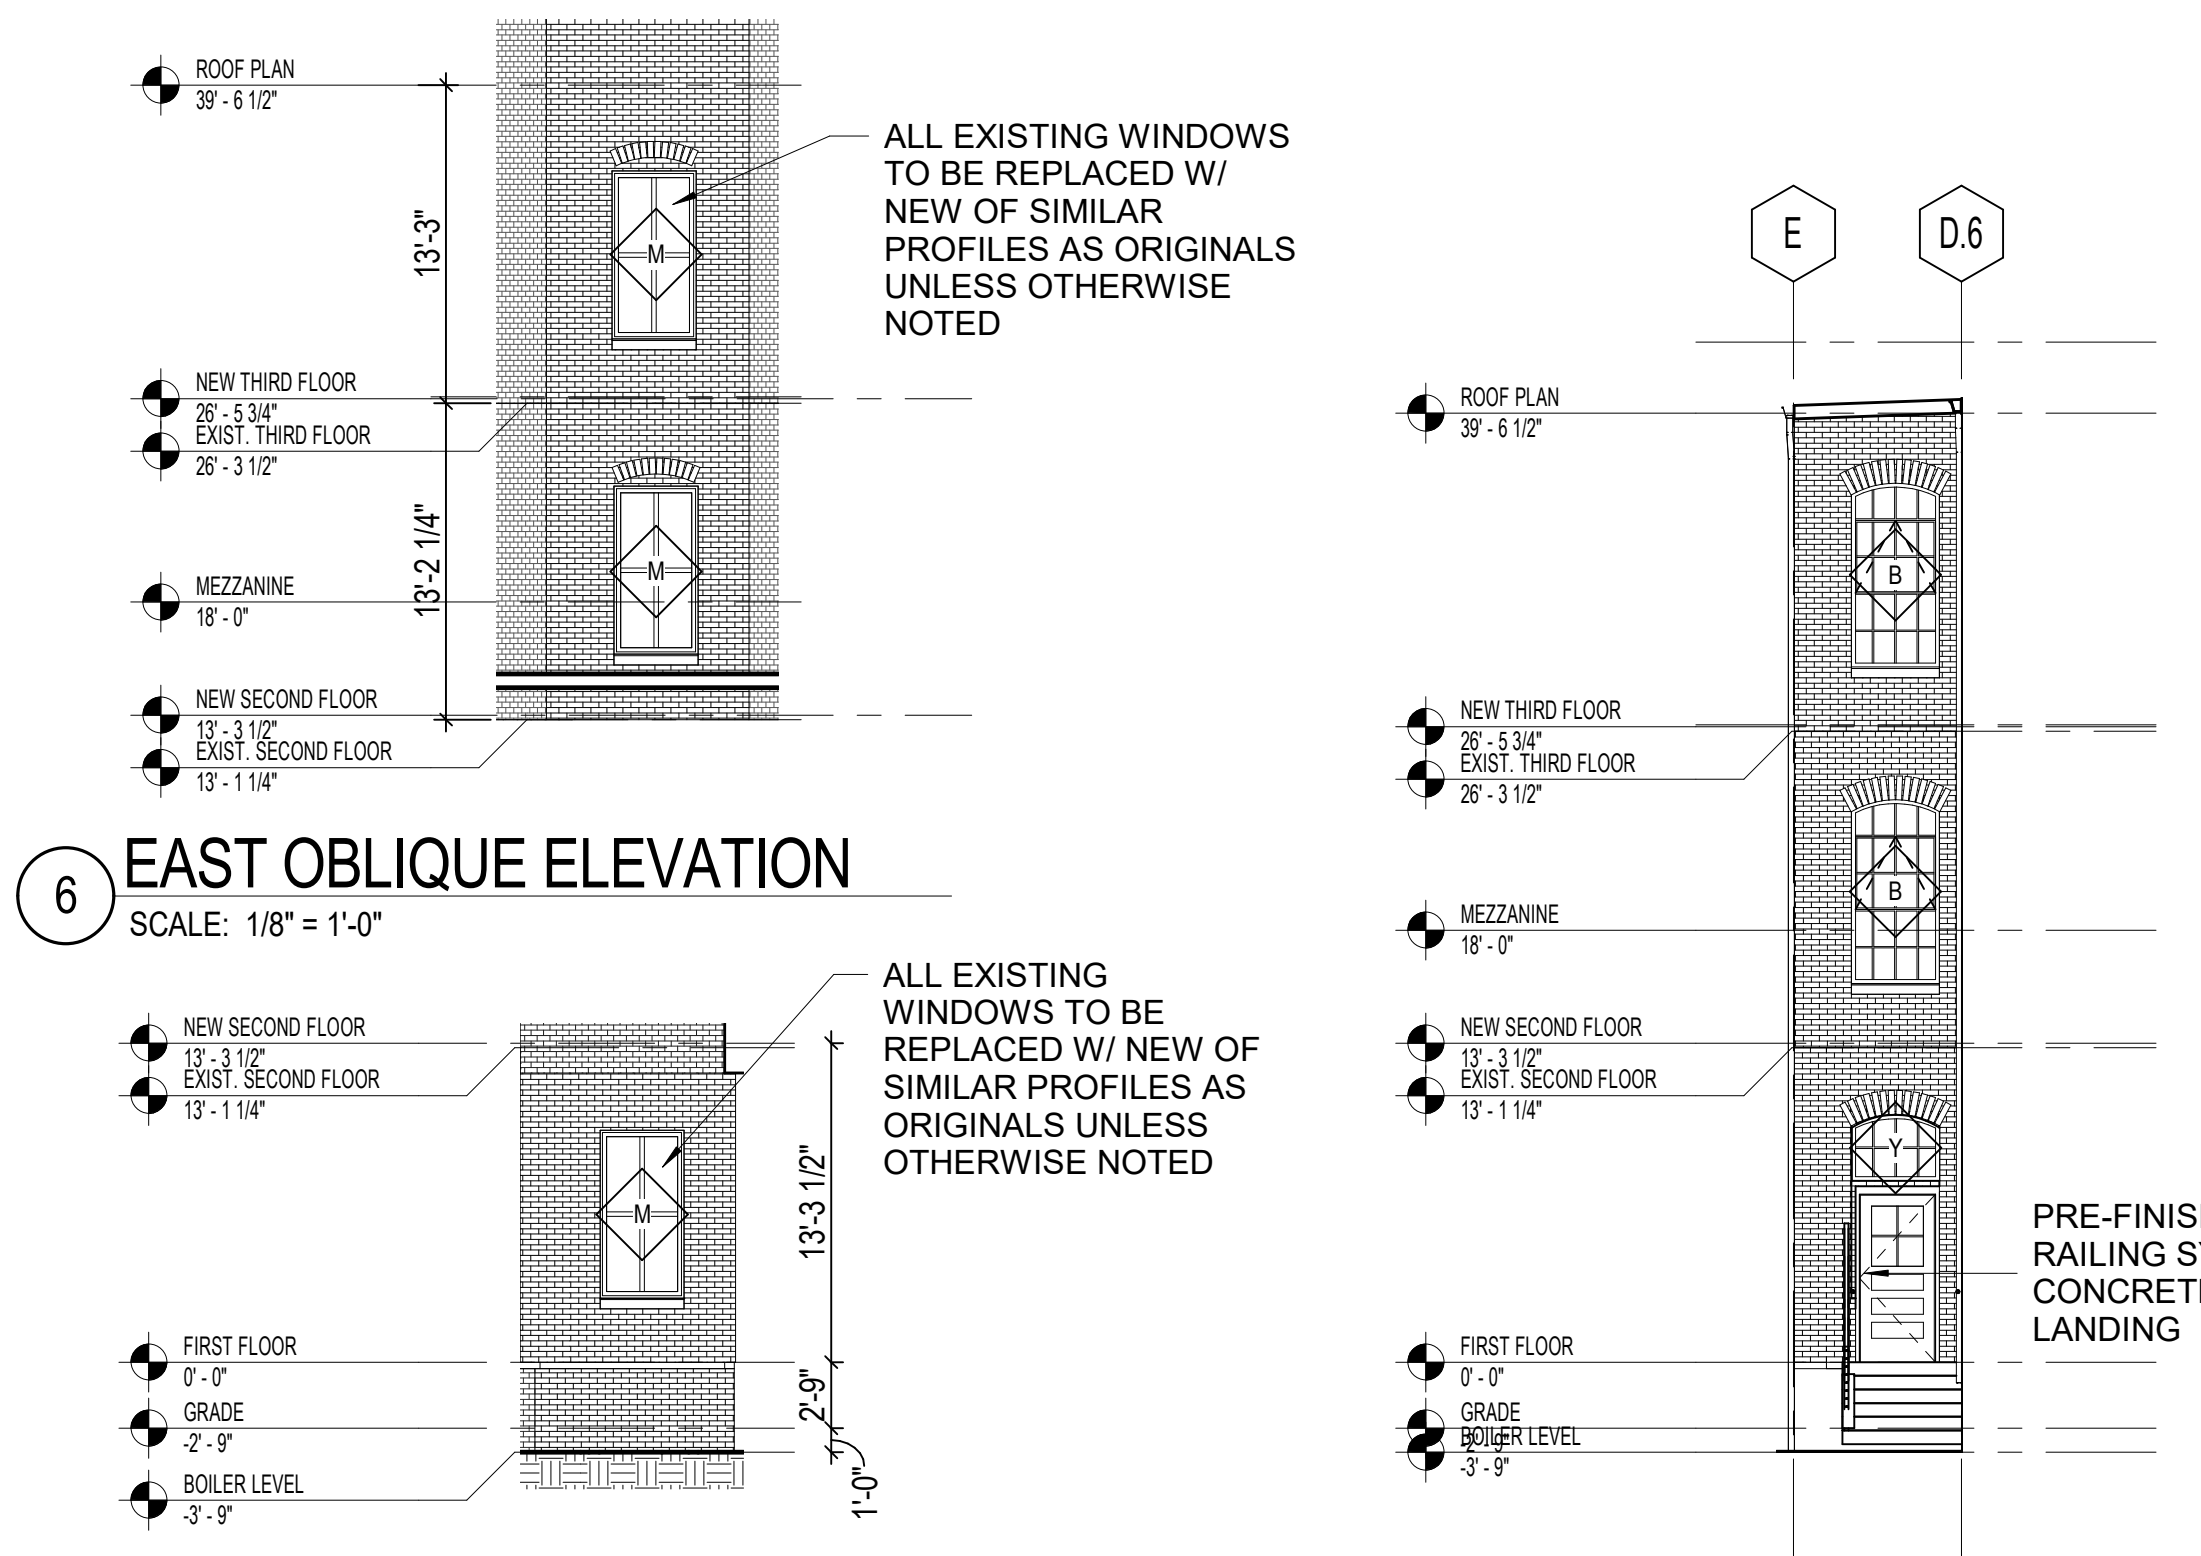 ROOF PLAN
39' - 6 1/2"
13'-3"
M
ALL EXISTING WINDOWS
TO BE REPLACED W/
NEW OF SIMILAR
PROFILES AS ORIGINALS
UNLESS OTHERWISE
NOTED
NEW THIRD FLOOR
26' - 5 3/4"
EXIST. THIRD FLOOR
26' - 3 1/2"
13'-2 1/4"
M
MEZZANINE
18' - 0"
NEW SECOND FLOOR
13' - 3 1/2"
EXIST. SECOND FLOOR
13' - 1 1/4"
6
EAST OBLIQUE ELEVATION
SCALE: 1/8" = 1'-0"
NEW SECOND FLOOR
13' - 3 1/2"
EXIST. SECOND FLOOR
13' - 1 1/4"
M
ALL EXISTING
WINDOWS TO BE
REPLACED W/ NEW OF
SIMILAR PROFILES AS
ORIGINALS UNLESS
OTHERWISE NOTED
13'-3 1/2"
FIRST FLOOR
0' - 0"
2'-9"
GRADE
-2' - 9"
BOILER LEVEL
-3' - 9"
1'-0"
E
D.6
ROOF PLAN
39' - 6 1/2"
B
NEW THIRD FLOOR
26' - 5 3/4"
EXIST. THIRD FLOOR
26' - 3 1/2"
B
MEZZANINE
18' - 0"
NEW SECOND FLOOR
13' - 3 1/2"
EXIST. SECOND FLOOR
13' - 1 1/4"
Y
PRE-FINIS
RAILING S
CONCRET
LANDING
FIRST FLOOR
0' - 0"
GRADE
-2' - 9"
BOILER LEVEL
-3' - 9"